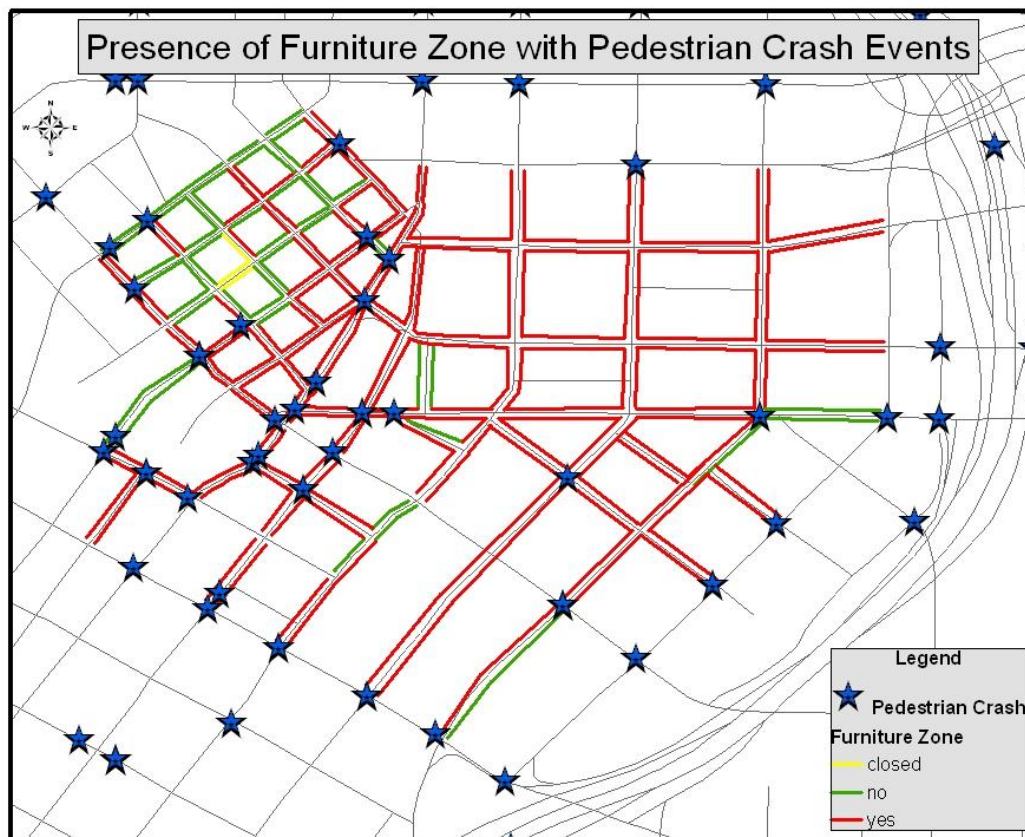 Presence of Furniture Zone with Pedestrian Crash Events
N
W E
S
Legend
Pedestrian Crash
Furniture Zone
closed
no
yes